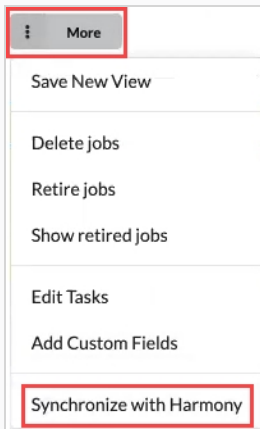 More
Save New View
Delete jobs
Retire jobs
Show retired jobs
Edit Tasks
Add Custom Fields
Synchronize with Harmony